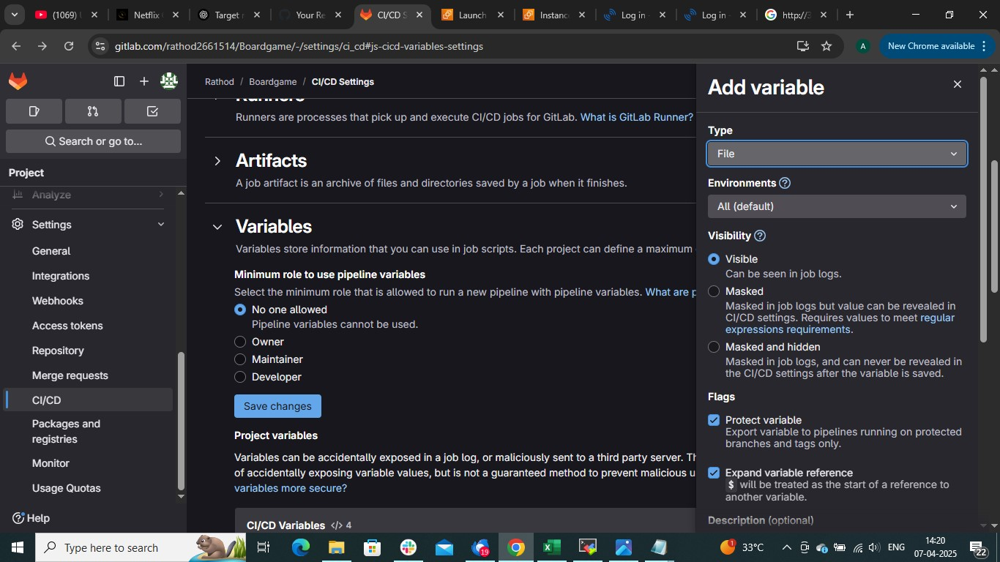 (1069)
Netflix
Target r
Your Re
CI/CD S
Launch
Instanc
Log in
Log in
http://3
gitlab.com/rathod2661514/Boardgame/-/settings/ci_cd#js-cicd-variables-settings
A
New Chrome available
Search or go to...
Project
Analyze
Settings
General
Integrations
Webhooks
Access tokens
Repository
Merge requests
CI/CD
Packages and
registries
Monitor
Usage Quotas
Help
Rathod / Boardgame / CI/CD Settings
Runners
Runners are processes that pick up and execute CI/CD jobs for GitLab. What is GitLab Runner?
Artifacts
A job artifact is an archive of files and directories saved by a job when it finishes.
Variables
Variables store information that you can use in job scripts. Each project can define a maximum
Minimum role to use pipeline variables
Select the minimum role that is allowed to run a new pipeline with pipeline variables. What are p
No one allowed
Pipeline variables cannot be used.
Owner
Maintainer
Developer
Save changes
Project variables
Variables can be accidentally exposed in a job log, or maliciously sent to a third party server. Th
of accidentally exposing variable values, but is not a guaranteed method to prevent malicious u
variables more secure?
CI/CD Variables </> 4
Add variable
Type
File
Environments
All (default)
Visibility
Visible
Can be seen in job logs.
Masked
Masked in job logs but value can be revealed in
CI/CD settings. Requires values to meet regular
expressions requirements.
Masked and hidden
Masked in job logs, and can never be revealed in
the CI/CD settings after the variable is saved.
Flags
Protect variable
Export variable to pipelines running on protected
branches and tags only.
Expand variable reference
$ will be treated as the start of a reference to
another variable.
Description (optional)
Type here to search
19
1
33°C
ENG
14:20
07-04-2025
22